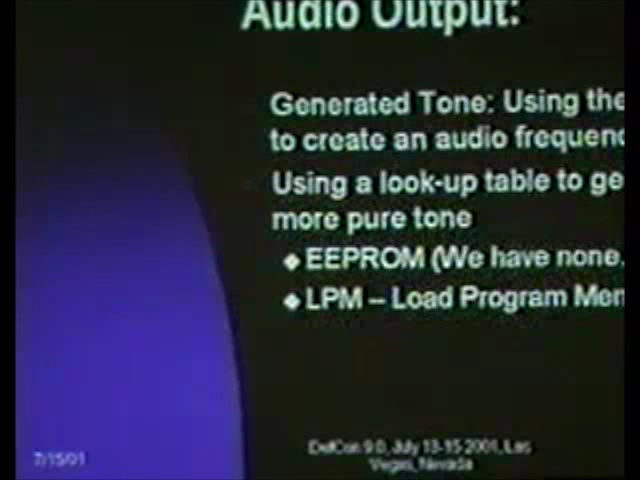 Audio Output:
Generated Tone: Using the
to create an audio frequenc
Using a look-up table to ge
more pure tone
EEPROM (We have none.
LPM – Load Program Mem
7/15/01
DefCon 9.0, July 13-15 2001, Las
Vegas, Nevada